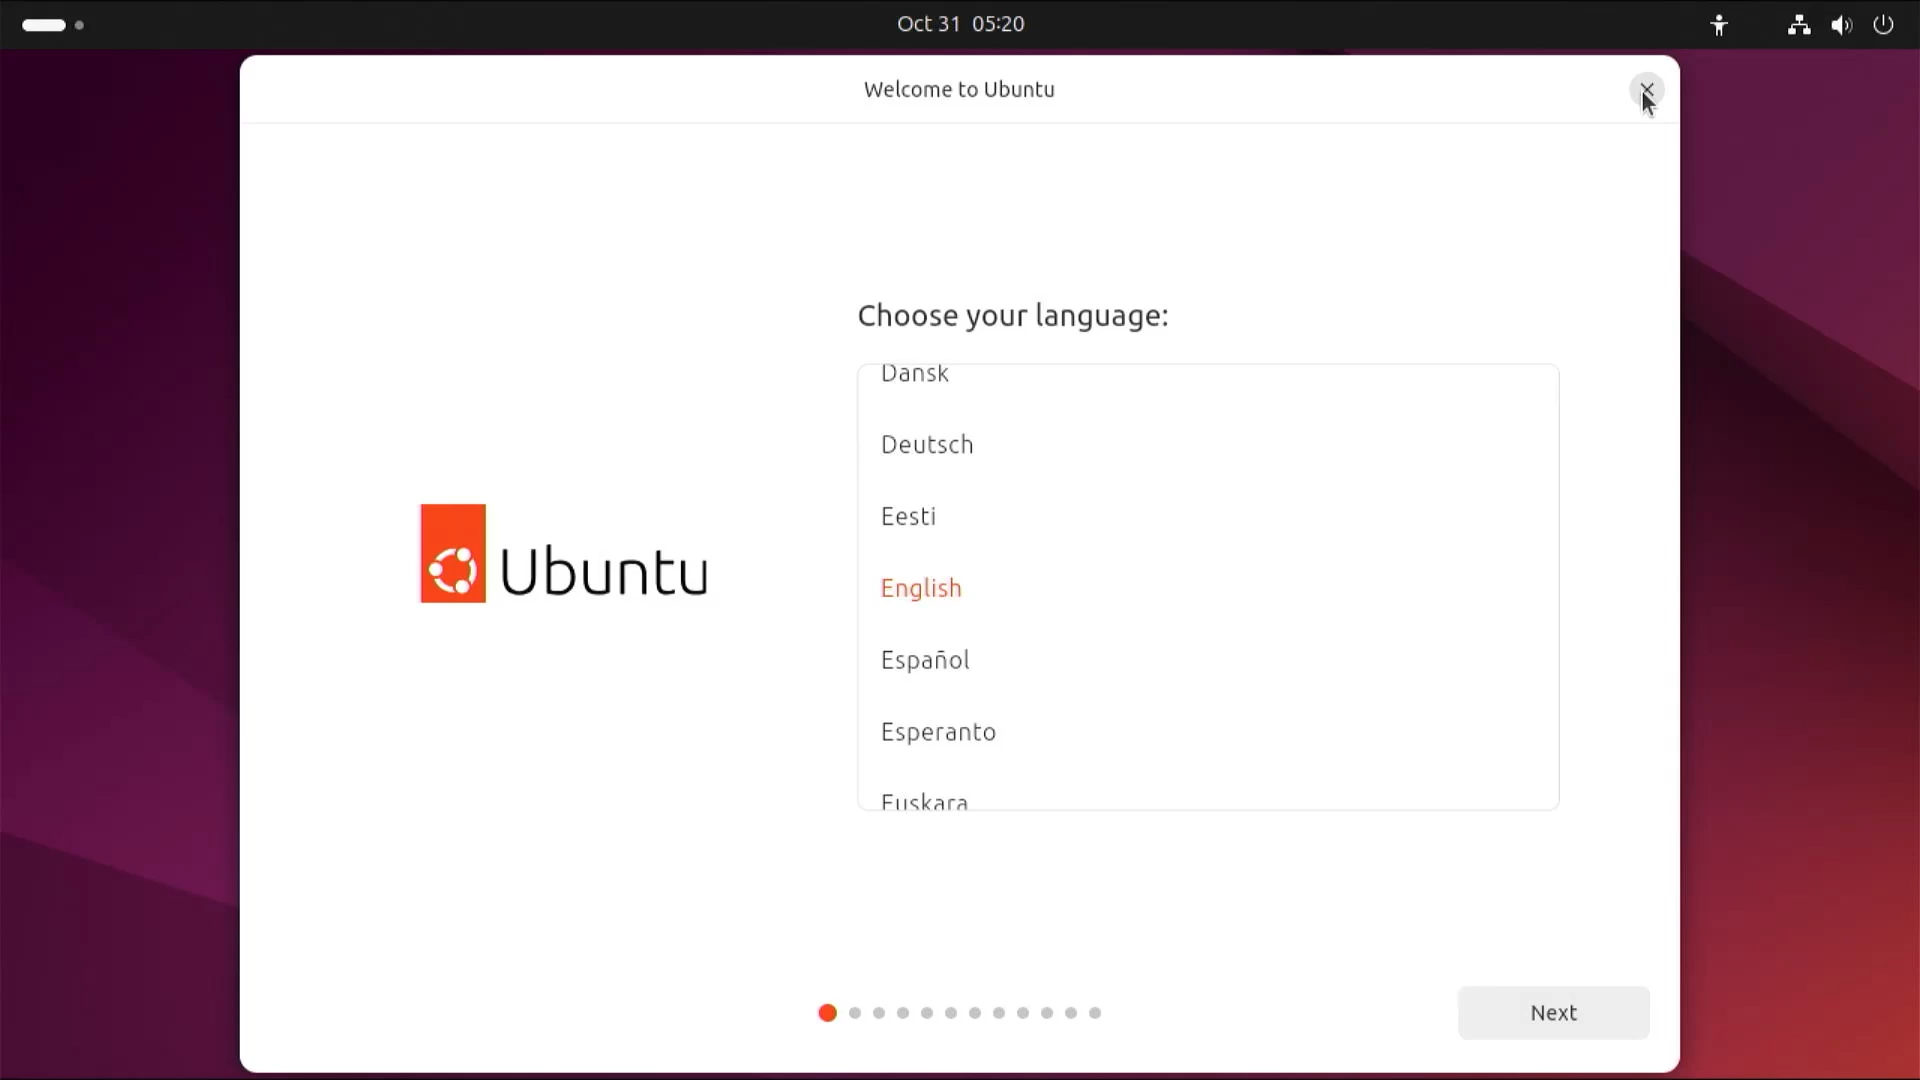 Oct 31 05:20
Welcome to Ubuntu
Choose your language:
Dansk
Deutsch
Eesti
English
Español
Esperanto
Euskara
Ubuntu
Next